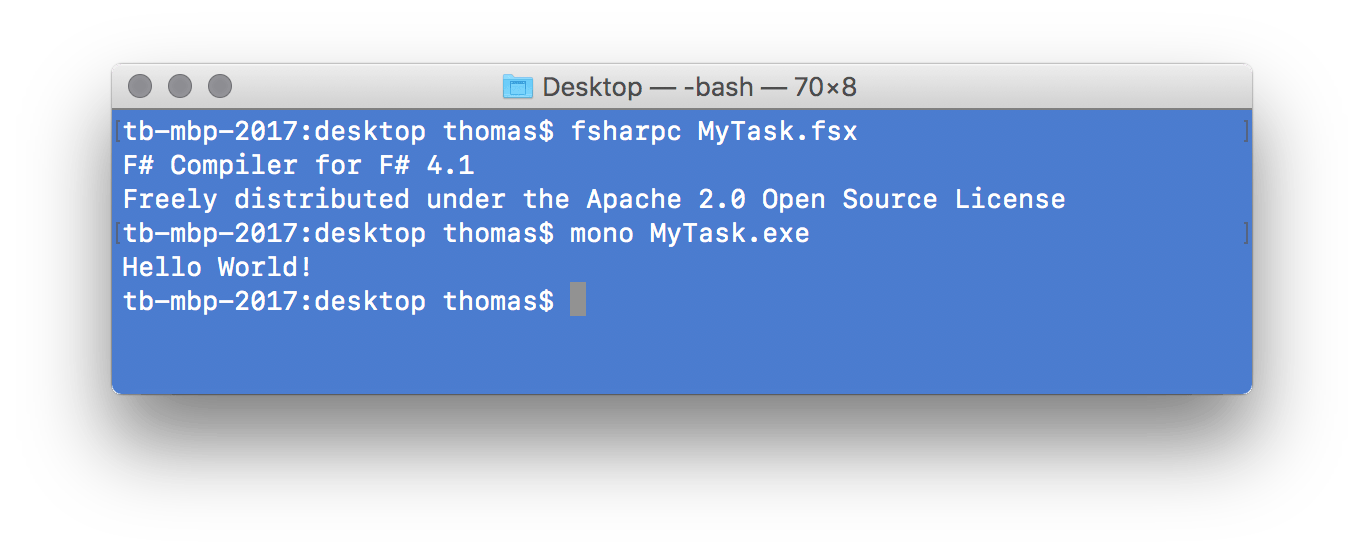 Desktop — -bash — 70×8
[tb-mbp-2017:desktop thomas$ fsharpc MyTask.fsx ]
F# Compiler for F# 4.1
Freely distributed under the Apache 2.0 Open Source License
[tb-mbp-2017:desktop thomas$ mono MyTask.exe ]
Hello World!
tb-mbp-2017:desktop thomas$